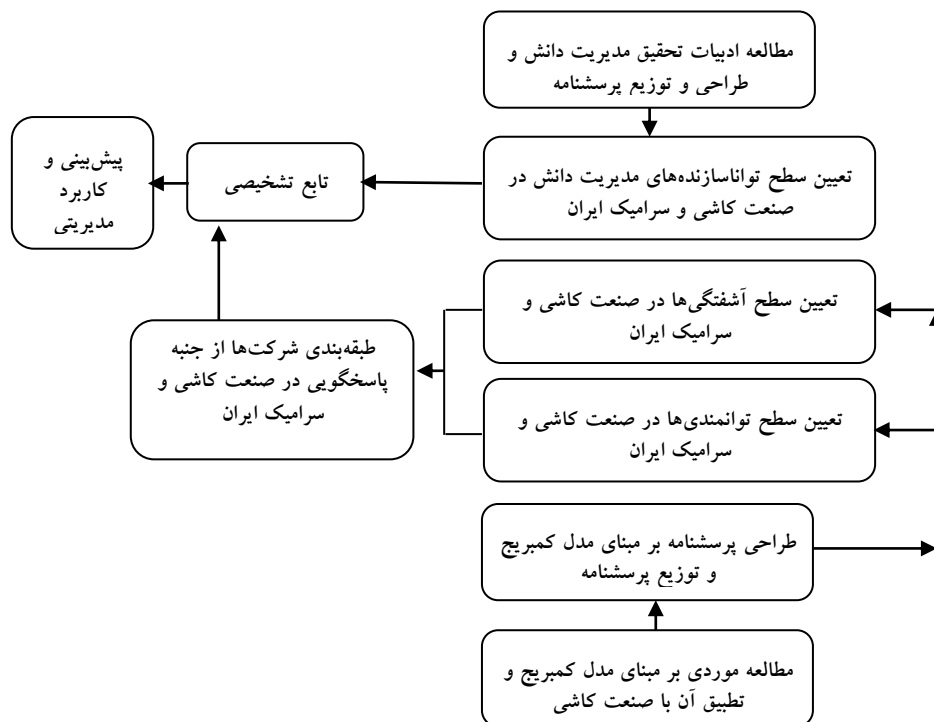 مطالعه ادبیات تحقیق مدیریت دانش و
طراحی و توزیع پرسشنامه
پیش‌بینی و
کاربرد
مدیریتی
تابع تشخیصی
تعیین سطح تواناسازنده‌های مدیریت دانش در
صنعت کاشی و سرامیک ایران
تعیین سطح آشفتگی‌ها در صنعت کاشی و
سرامیک ایران
طبقه‌بندی شرکت‌ها از جنبه
پاسخگویی در صنعت کاشی و
سرامیک ایران
تعیین سطح توانمندی‌ها در صنعت کاشی و
سرامیک ایران
طراحی پرسشنامه بر مبنای مدل کمبریج
و توزیع پرسشنامه
مطالعه موردی بر مبنای مدل کمبریج و
تطبیق آن با صنعت کاشی